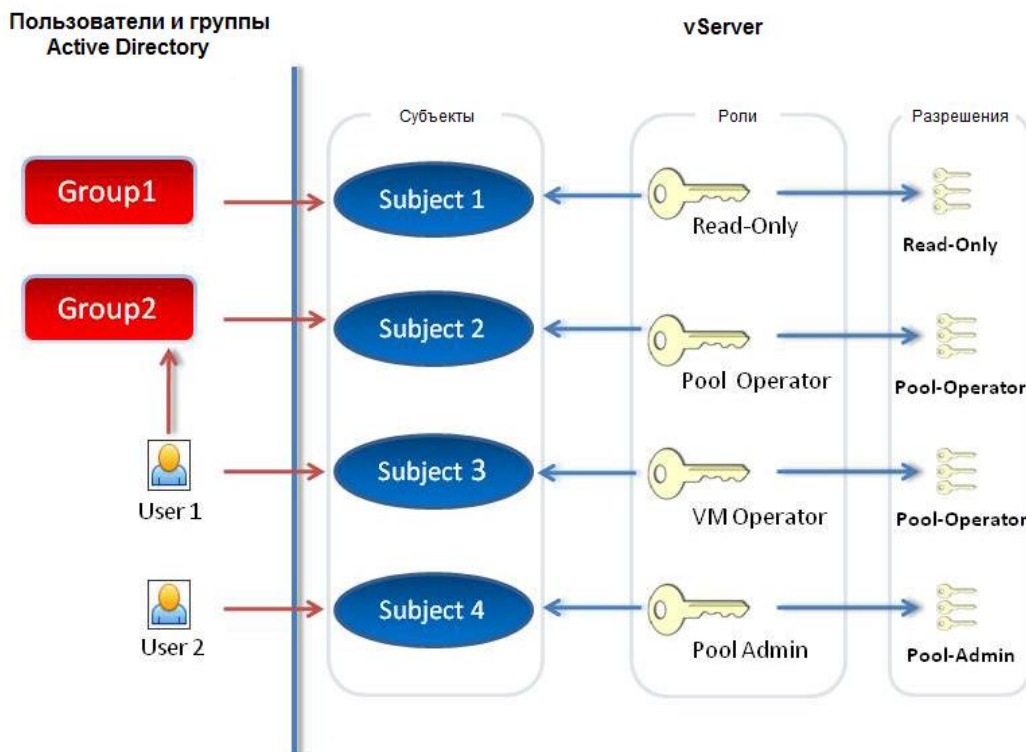 Пользователи и группы
Active Directory
vServer
Субъекты
Роли
Разрешения
Group1
Subject 1
Read-Only
Read-Only
Group2
Subject 2
Pool Operator
Pool-Operator
User 1
Subject 3
VM Operator
Pool-Operator
User 2
Subject 4
Pool Admin
Pool-Admin